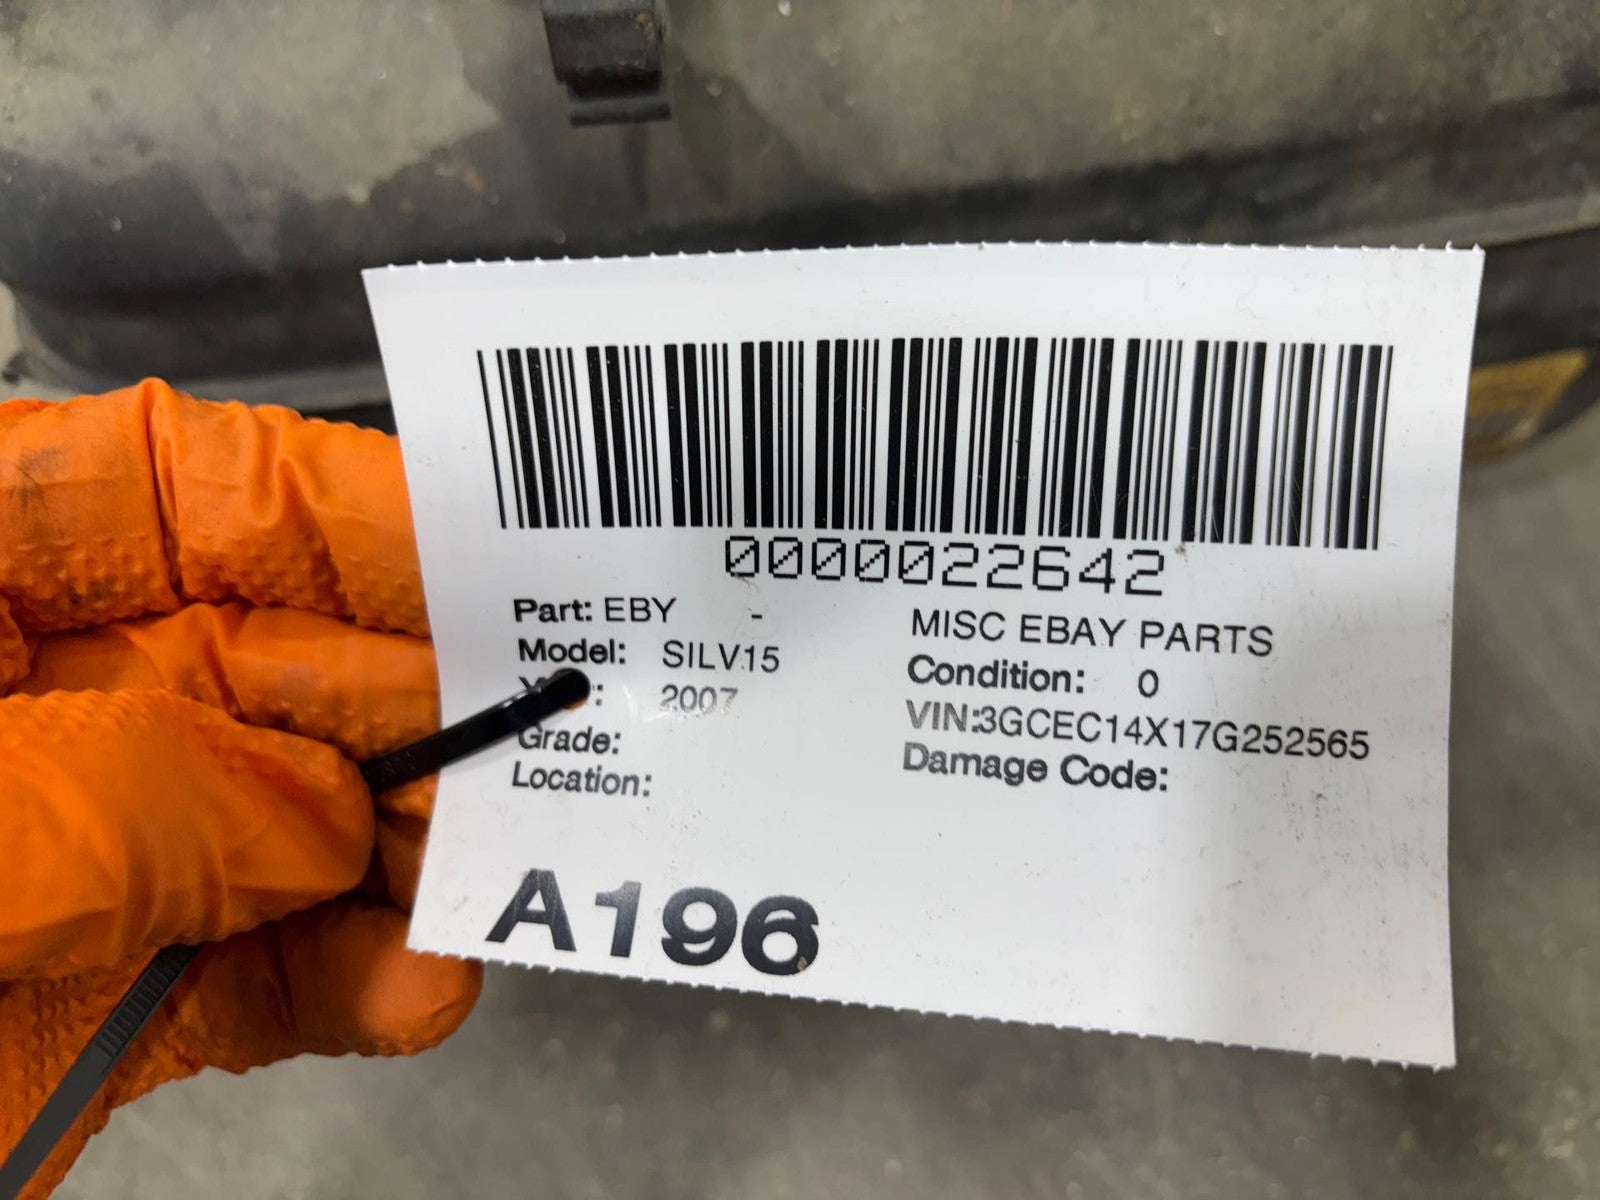 0000022642
Part: EBY - MISC EBAY PARTS
Model: SILV15 Condition: 0
2007 VIN:3GCEC14X17G252565
Grade: Damage Code:
Location:
A196